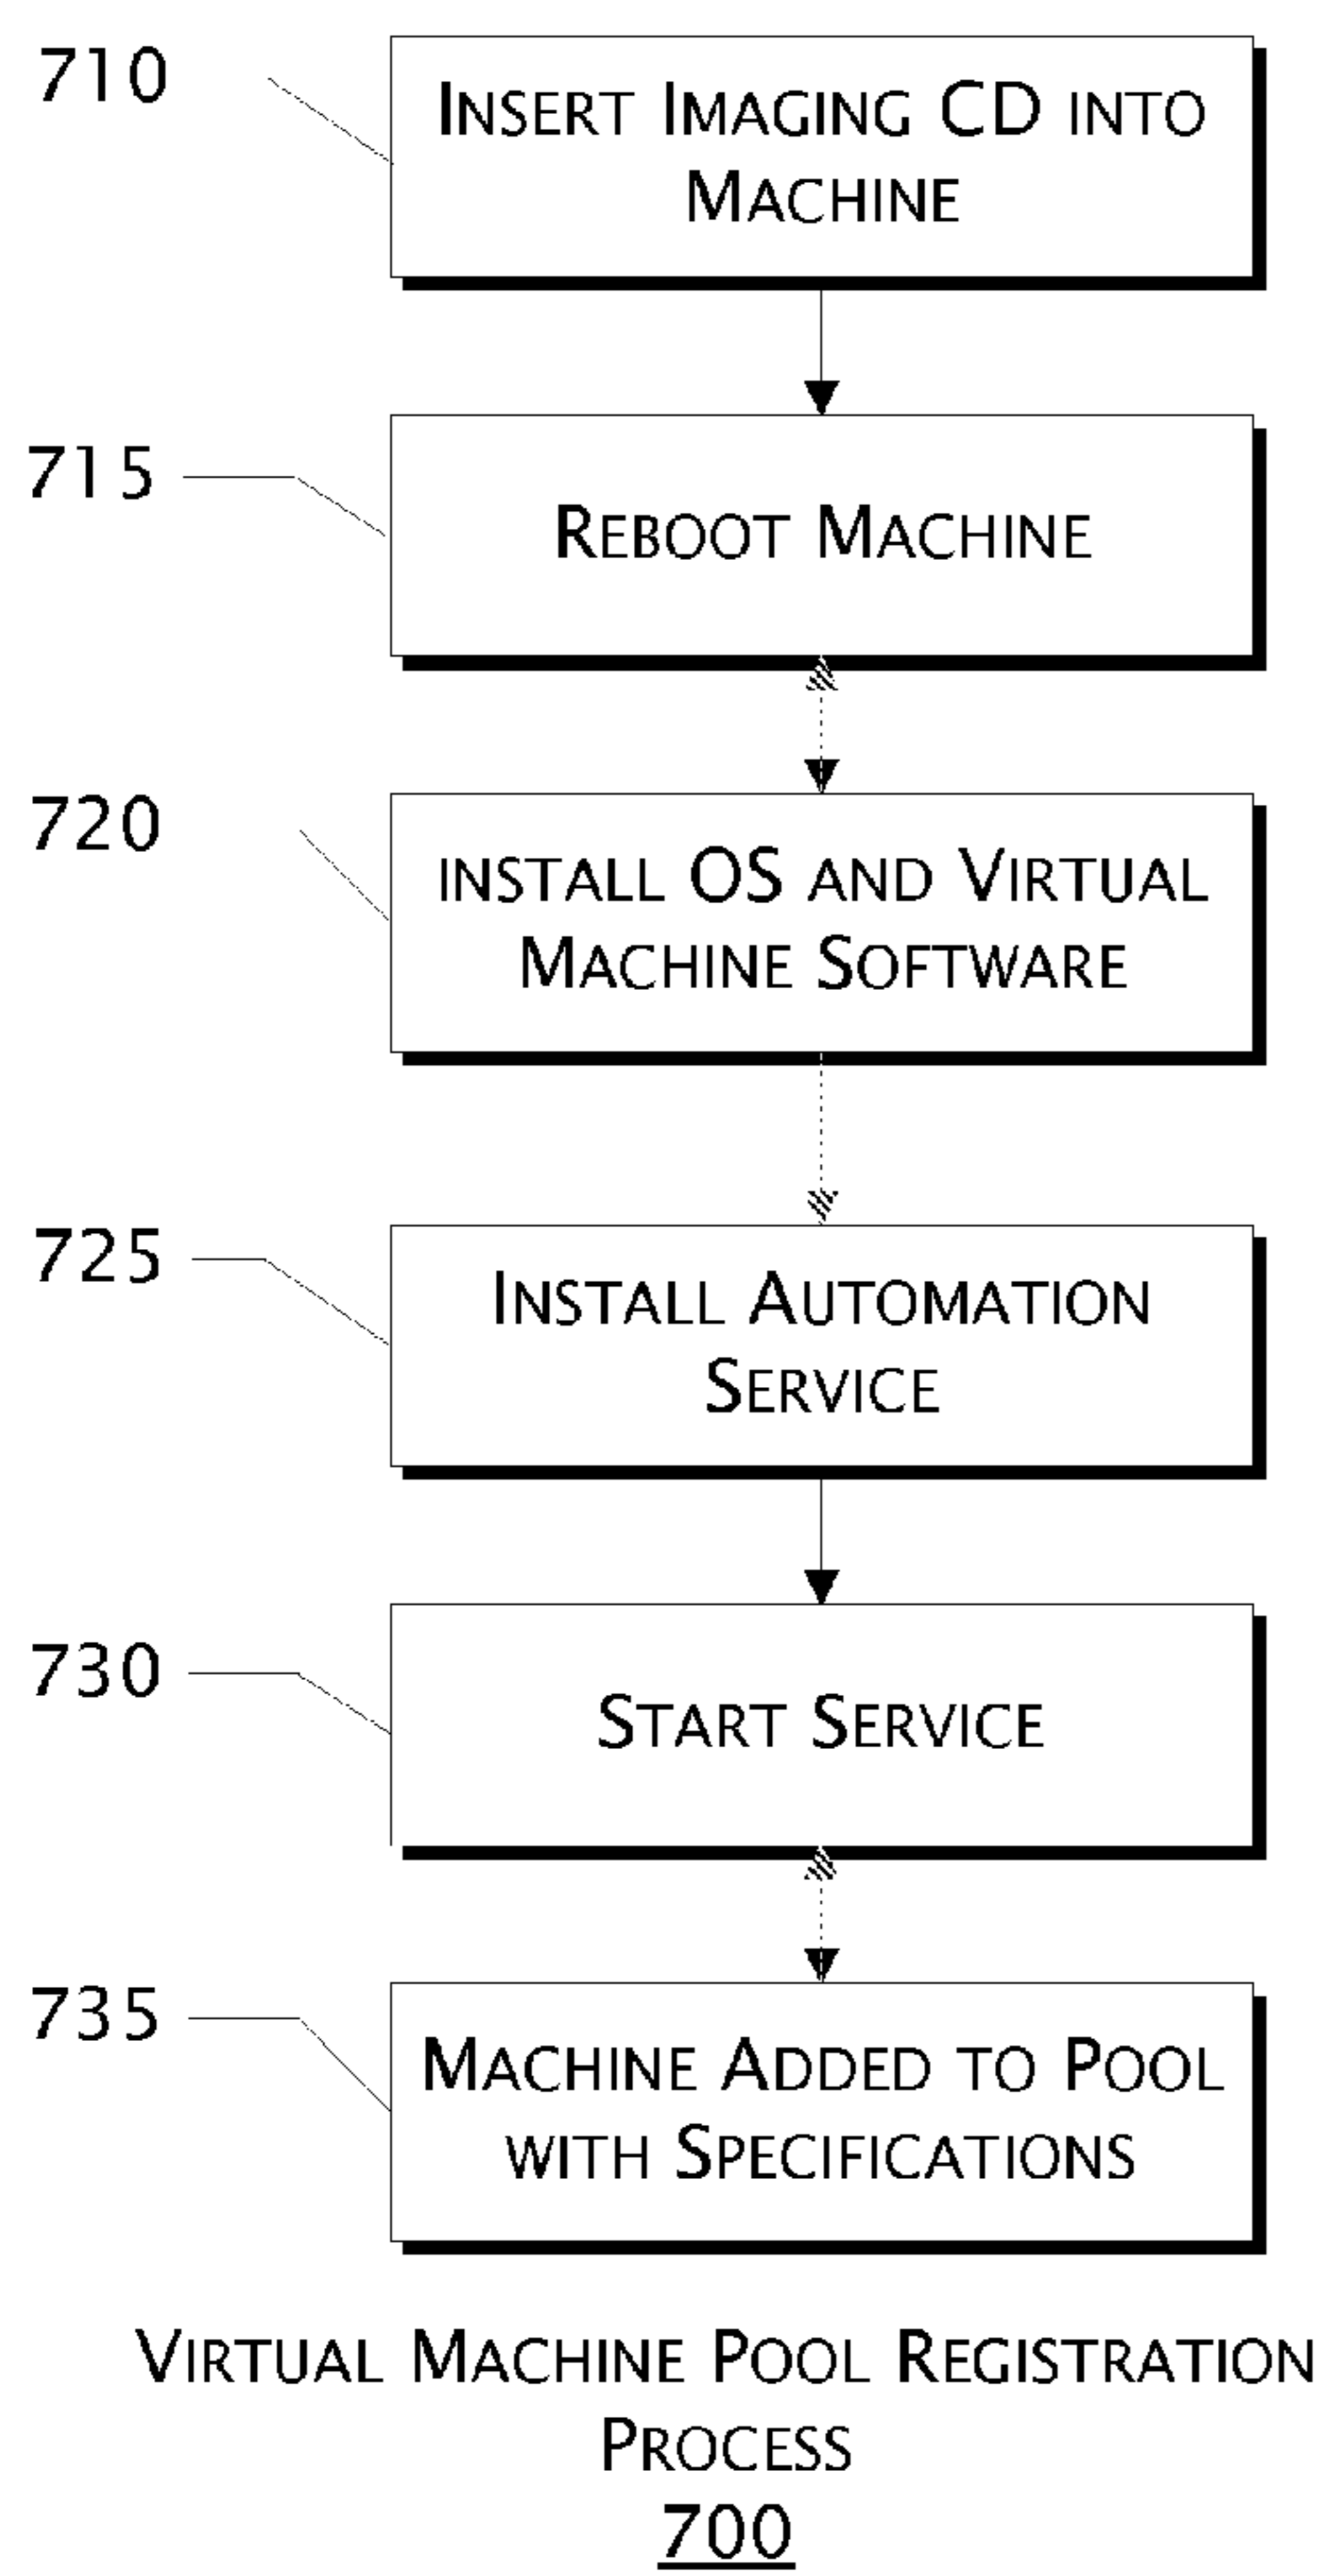 710
INSERT IMAGING CD INTO
MACHINE
715
REBOOT MACHINE
720
INSTALL OS AND VIRTUAL
MACHINE SOFTWARE
725
INSTALL AUTOMATION
SERVICE
730
START SERVICE
735
MACHINE ADDED TO POOL
WITH SPECIFICATIONS
VIRTUAL MACHINE POOL REGISTRATION
PROCESS
700